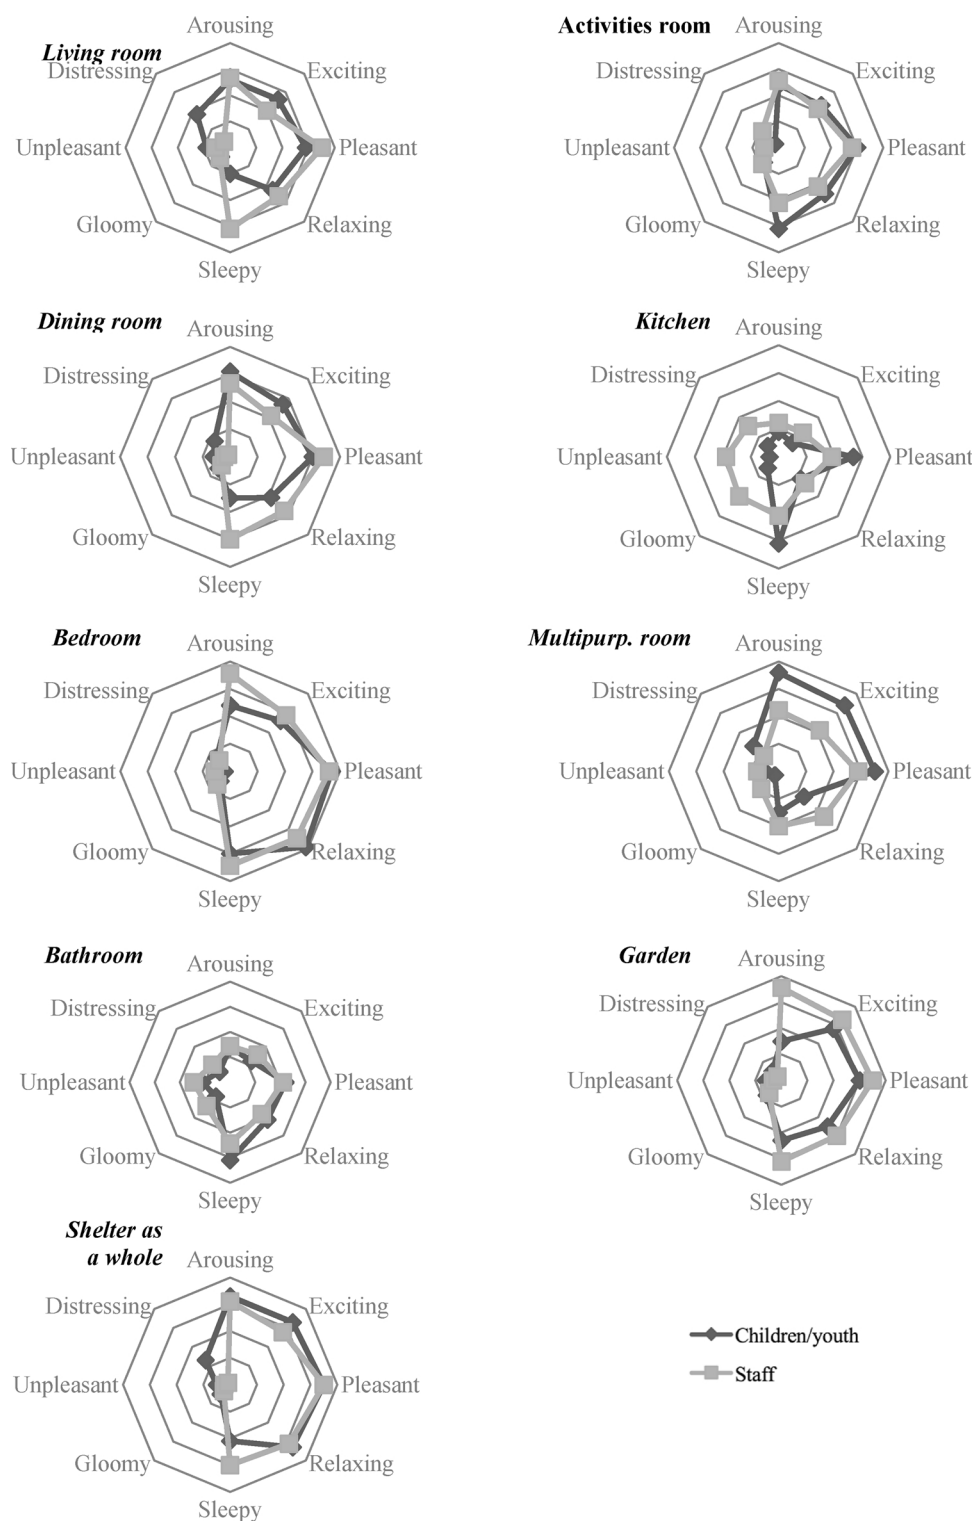 Living room
Arousing
Distressing
Exciting
Unpleasant
Pleasant
Gloomy
Relaxing
Sleepy
Activities room
Arousing
Distressing
Exciting
Unpleasant
Pleasant
Gloomy
Relaxing
Sleepy
Dining room
Arousing
Distressing
Exciting
Unpleasant
Pleasant
Gloomy
Relaxing
Sleepy
Kitchen
Arousing
Distressing
Exciting
Unpleasant
Pleasant
Gloomy
Relaxing
Sleepy
Bedroom
Arousing
Distressing
Exciting
Unpleasant
Pleasant
Gloomy
Relaxing
Sleepy
Multipurp. room
Arousing
Distressing
Exciting
Unpleasant
Pleasant
Gloomy
Relaxing
Sleepy
Bathroom
Arousing
Distressing
Exciting
Unpleasant
Pleasant
Gloomy
Relaxing
Sleepy
Garden
Arousing
Distressing
Exciting
Unpleasant
Pleasant
Gloomy
Relaxing
Sleepy
Shelter as
a whole
Arousing
Distressing
Exciting
Unpleasant
Pleasant
Gloomy
Relaxing
Sleepy
Children/youth
Staff